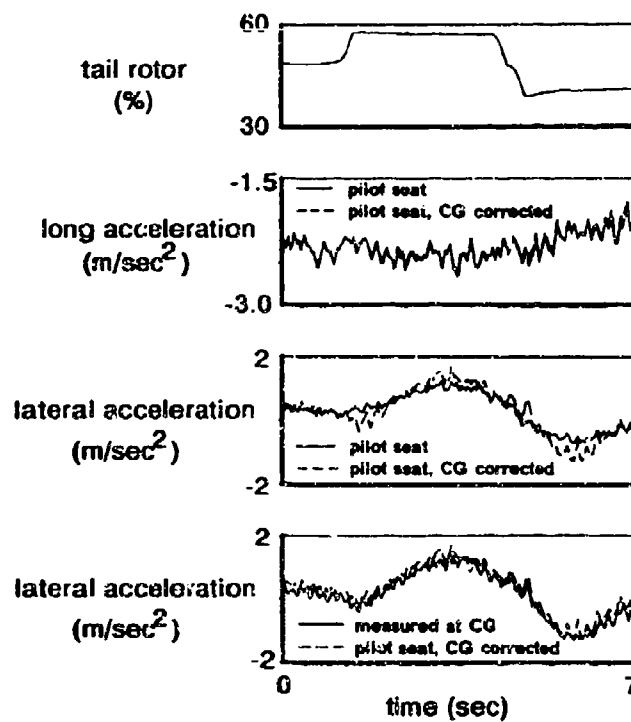 60
tail rotor
(%)
30
-1.5
pilot seat
pilot seat, CG corrected
long acceleration
(m/sec²)
-3.0
2
lateral acceleration
(m/sec²)
pilot seat
pilot seat, CG corrected
-2
2
lateral acceleration
(m/sec²)
measured at CG
pilot seat, CG corrected
-2
0
7
time (sec)